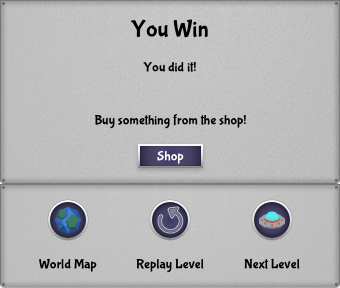 You Win
You did it!
Buy something from the shop!
Shop
World Map
Replay Level
Next Level